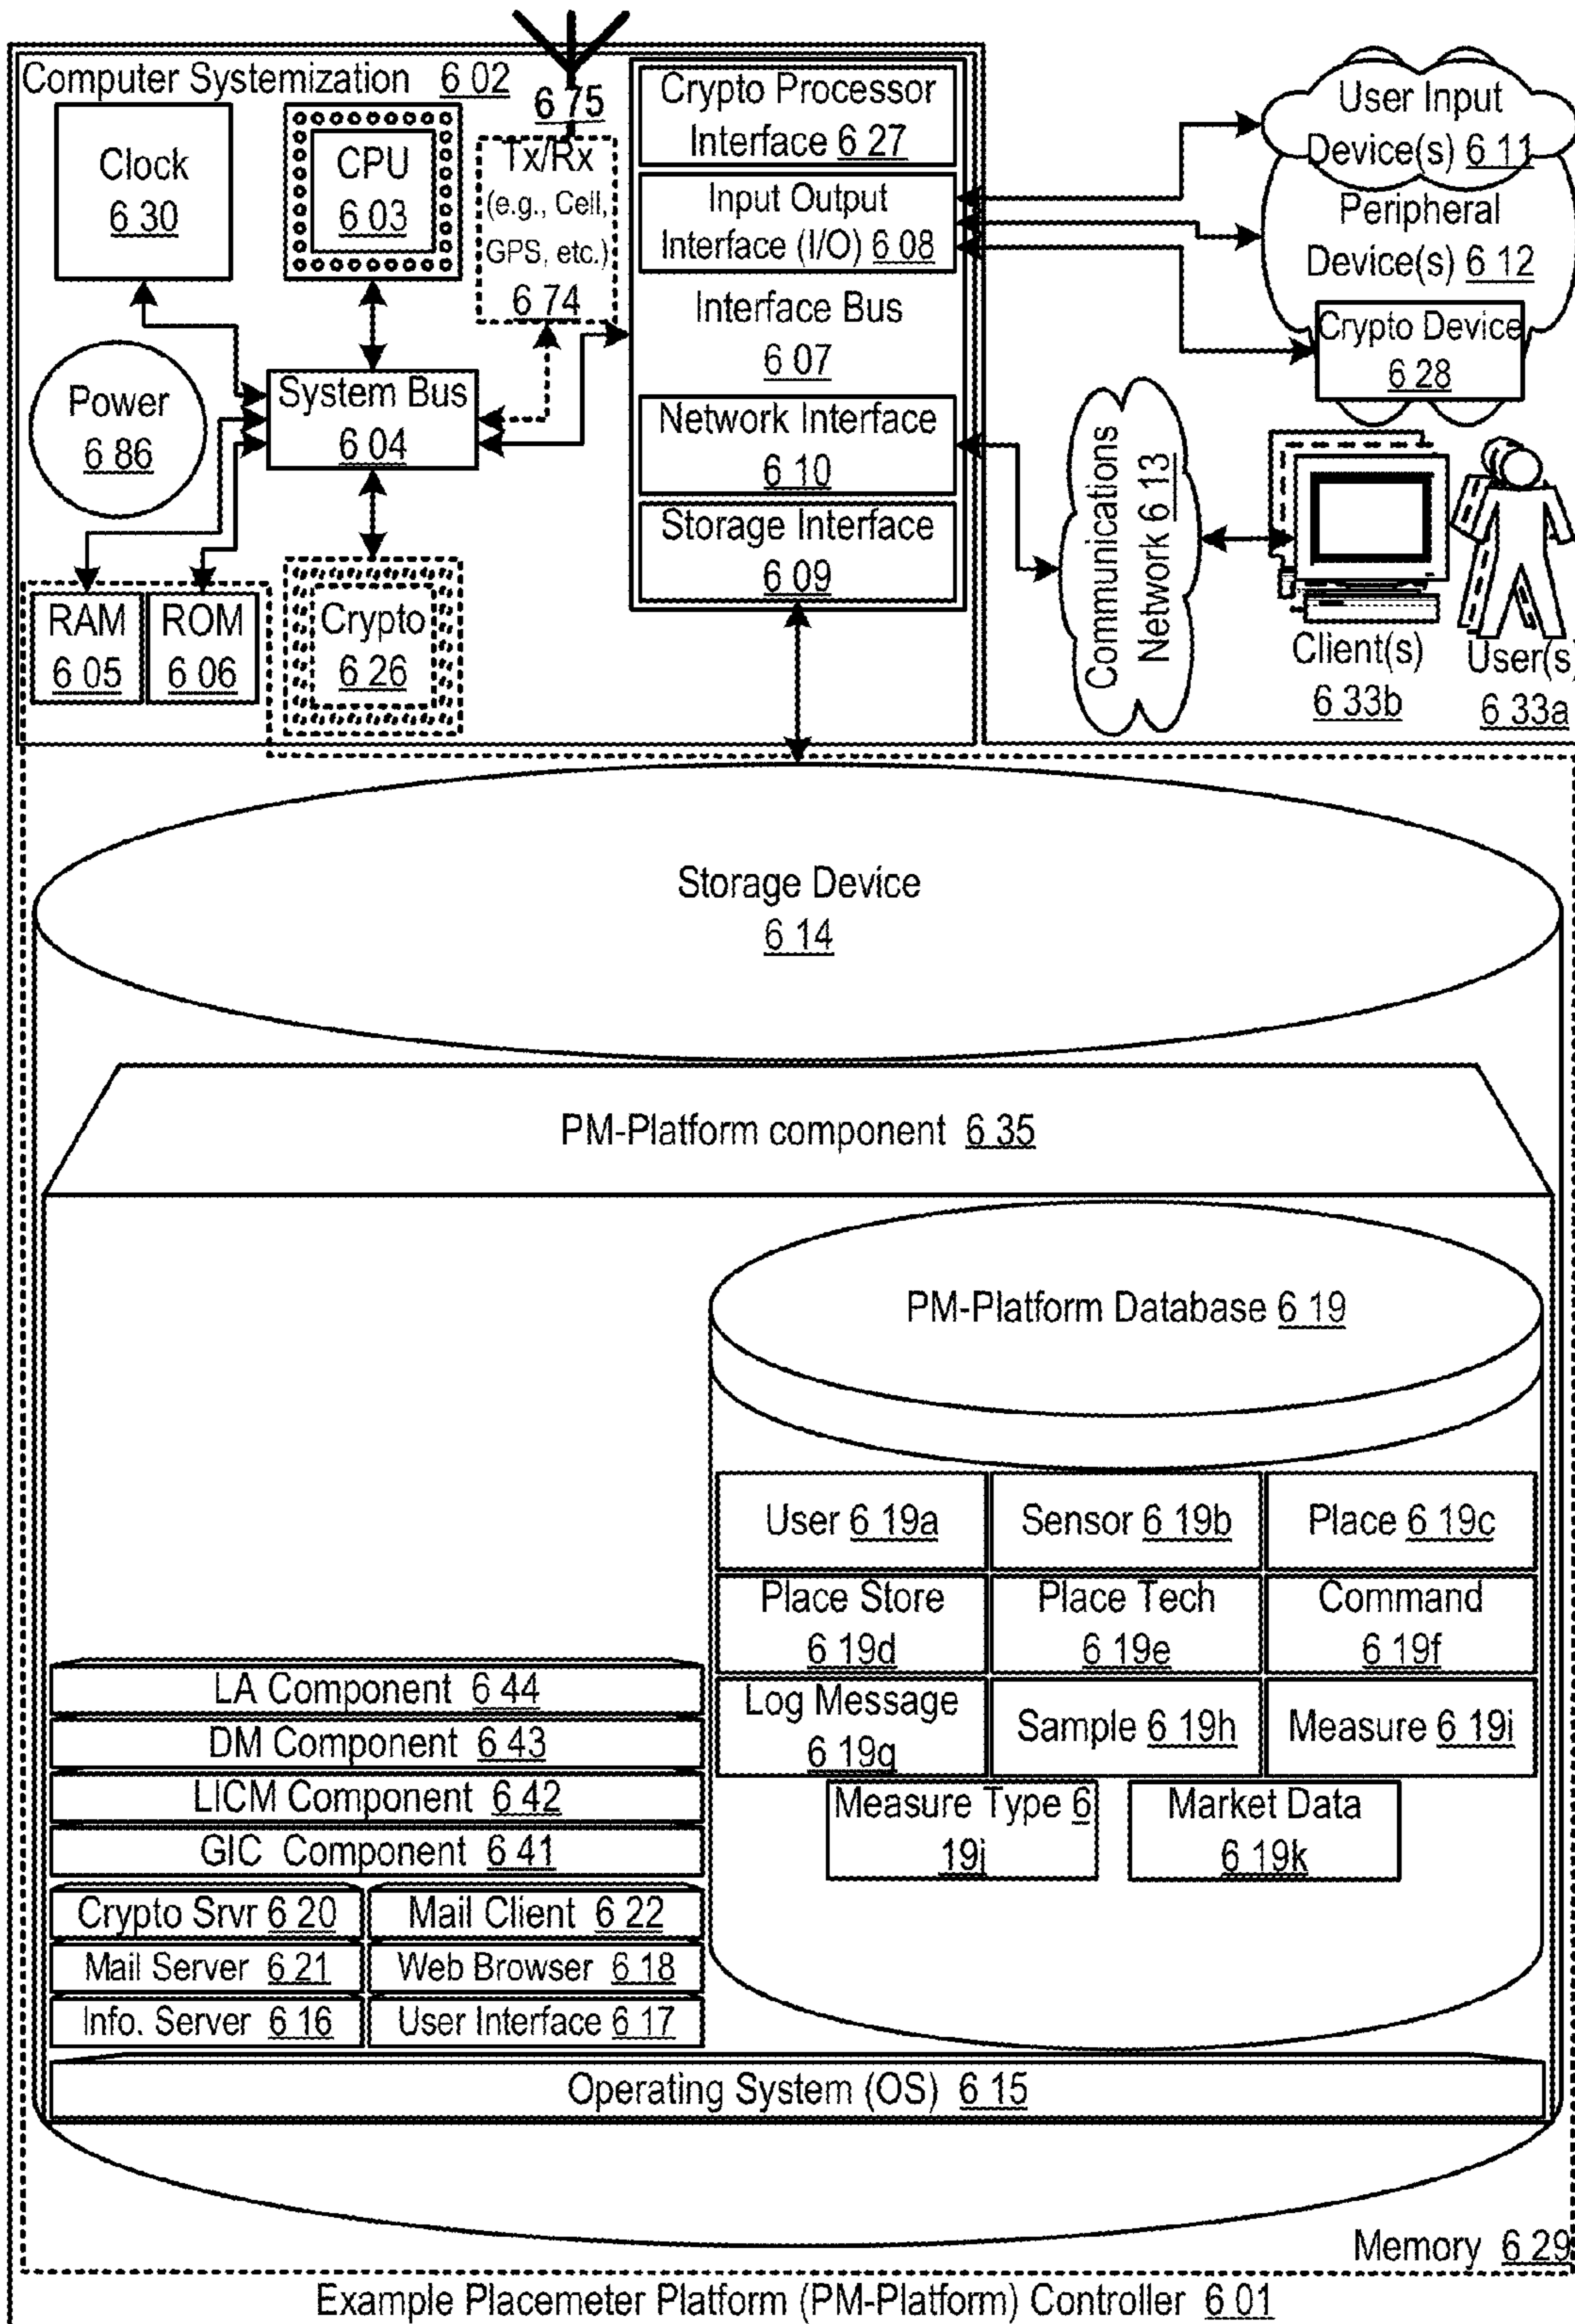 Computer Systemization 6 02
6 75
Clock
6 30
CPU
6 03
Tx/Rx
(e.g., Cell,
GPS, etc.)
6 74
Crypto Processor
Interface 6 27
Input Output
Interface (I/O) 6 08
Interface Bus
6 07
Network Interface
6 10
Storage Interface
6 09
User Input
Device(s) 6 11
Peripheral
Device(s) 6 12
Crypto Device
6 28
Power
6 86
System Bus
6 04
RAM
6 05
ROM
6 06
Crypto
6 26
Communications
Network 6 13
Client(s)
6 33b
User(s)
6 33a
Storage Device
6 14
PM-Platform component 6 35
PM-Platform Database 6 19
User 6 19a
Sensor 6 19b
Place 6 19c
Place Store
6 19d
Place Tech
6 19e
Command
6 19f
Log Message
6 19g
Sample 6 19h
Measure 6 19i
Measure Type 6
19j
Market Data
6 19k
LA Component 6 44
DM Component 6 43
LICM Component 6 42
GIC Component 6 41
Crypto Srvr 6 20
Mail Client 6 22
Mail Server 6 21
Web Browser 6 18
Info. Server 6 16
User Interface 6 17
Operating System (OS) 6 15
Memory 6 29
Example Placemeter Platform (PM-Platform) Controller 6 01